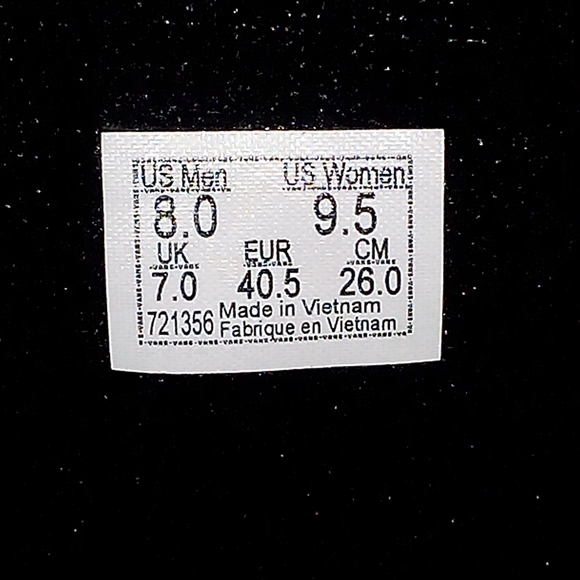 US Men US Women
8.0 9.5
UK EUR CM
7.0 40.5 26.0
721356 Made in Vietnam
Fabrique en Vietnam